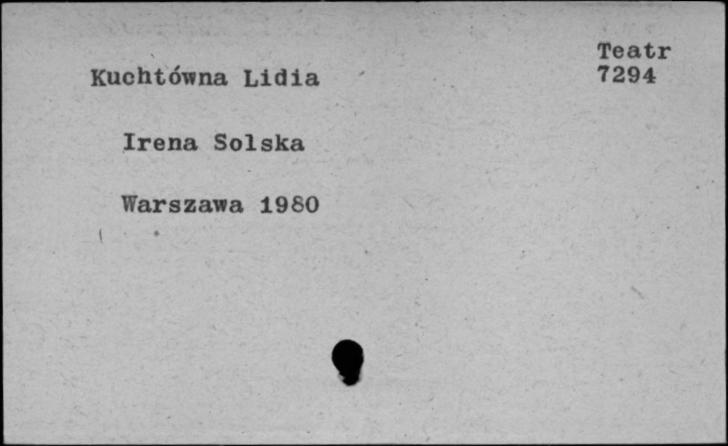 Teatr
7294
Kuchtówna Lidia
Irena Solska
Warszawa 1980